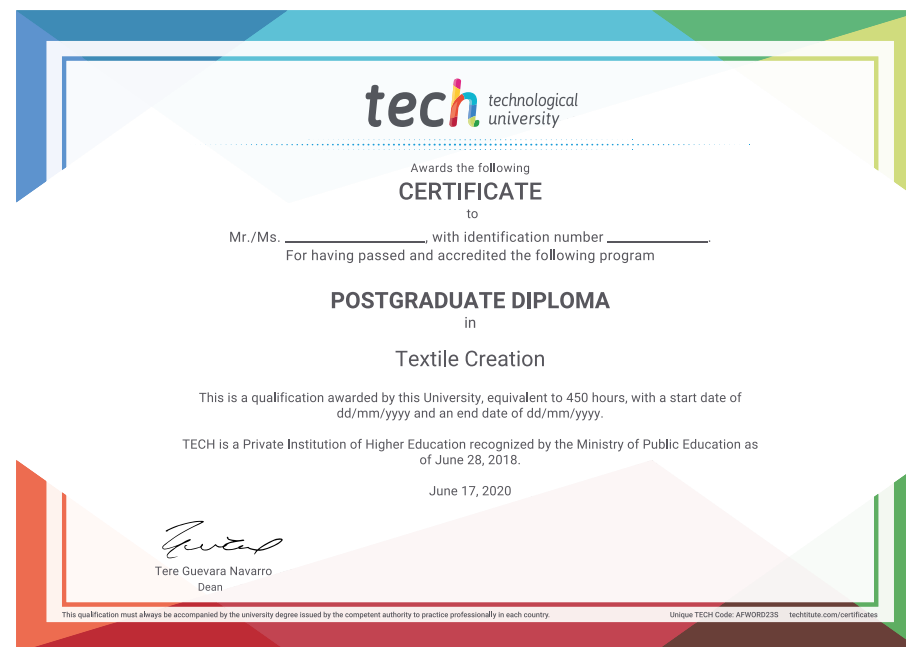 tech technological
university
Awards the following
CERTIFICATE
to
Mr./Ms. ____________________, with identification number ______________.
For having passed and accredited the following program
POSTGRADUATE DIPLOMA
in
Textile Creation
This is a qualification awarded by this University, equivalent to 450 hours, with a start date of
dd/mm/yyyy and an end date of dd/mm/yyyy.
TECH is a Private Institution of Higher Education recognized by the Ministry of Public Education as
of June 28, 2018.
June 17, 2020
Tere Guevara Navarro
Dean
This qualification must always be accompanied by the university degree issued by the competent authority to practice professionally in each country.
Unique TECH Code: AFWORD23S techtitute.com/certificates